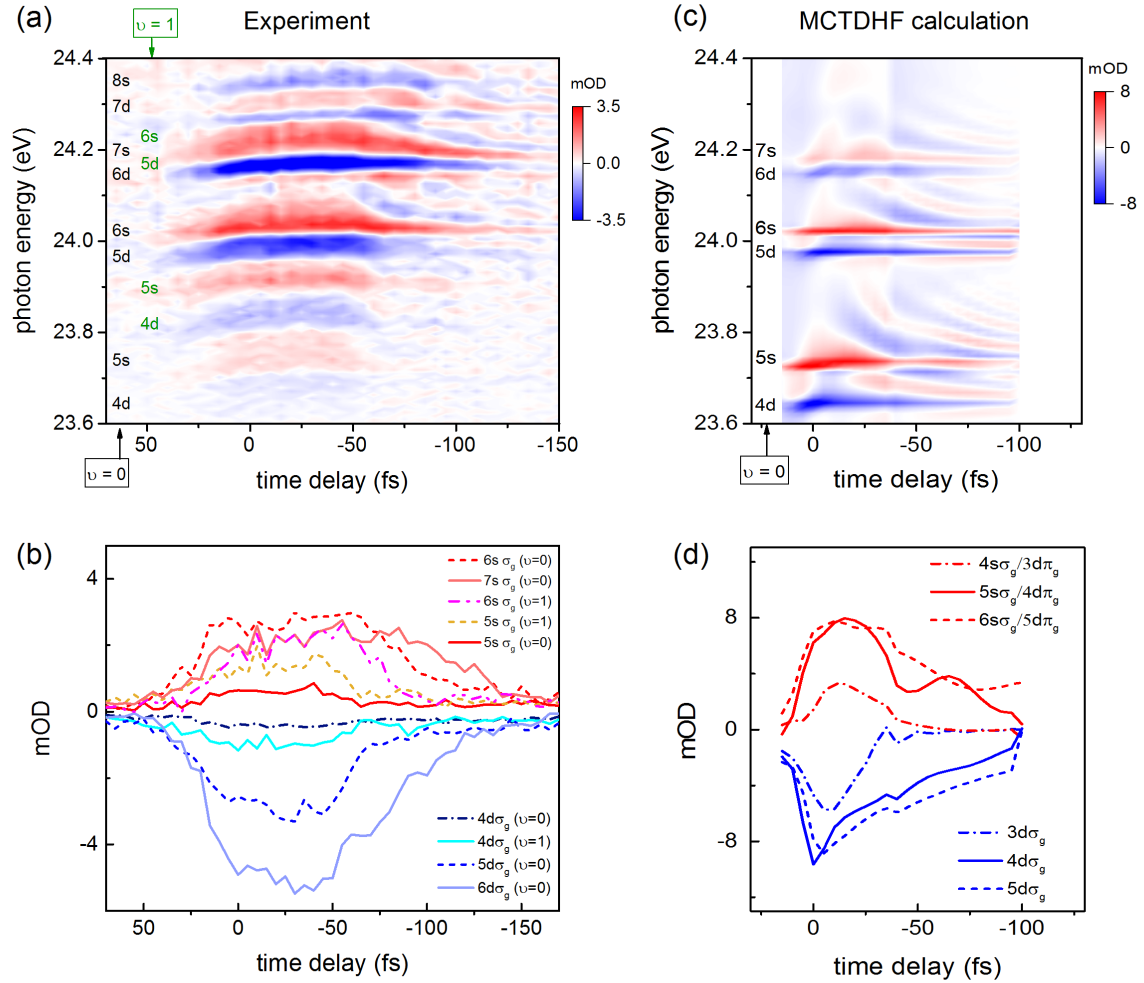 (a)
Experiment
υ = 1
photon energy (eV)
24.4
24.2
24.0
23.8
23.6
8s
7d
6s
7s
5d
6d
6s
5d
5s
4d
5s
4d
mOD
3.5
0.0
-3.5
50
0
-50
-100
-150
υ = 0
time delay (fs)
(c)
MCTDHF calculation
photon energy (eV)
24.4
24.2
24.0
23.8
23.6
7s
6d
6s
5d
5s
4d
mOD
8
0
-8
0
-50
-100
υ = 0
time delay (fs)
(b)
mOD
4
0
-4
6s σg (υ=0)
7s σg (υ=0)
6s σg (υ=1)
5s σg (υ=1)
5s σg (υ=0)
4dσg (υ=0)
4dσg (υ=1)
5dσg (υ=0)
6dσg (υ=0)
50
0
-50
-100
-150
time delay (fs)
(d)
mOD
8
0
-8
4sσg/3dπg
5sσg/4dπg
6sσg/5dπg
3dσg
4dσg
5dσg
0
-50
-100
time delay (fs)